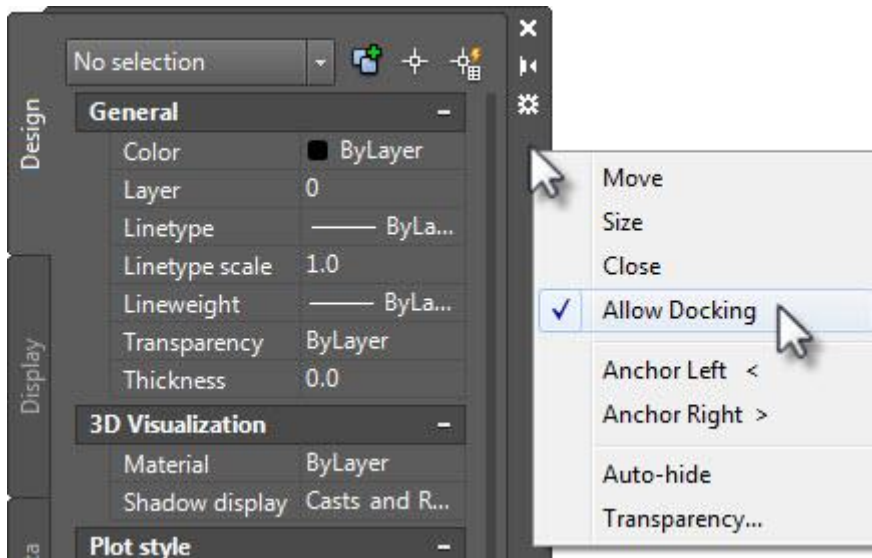 No selection
Design
General
Color ByLayer
Layer 0
Linetype ByLa...
Linetype scale 1.0
Lineweight ByLa...
Transparency ByLayer
Thickness 0.0
Display
3D Visualization
Material ByLayer
Shadow display Casts and R...
Plot style
Move
Size
Close
Allow Docking
Anchor Left <
Anchor Right >
Auto-hide
Transparency...